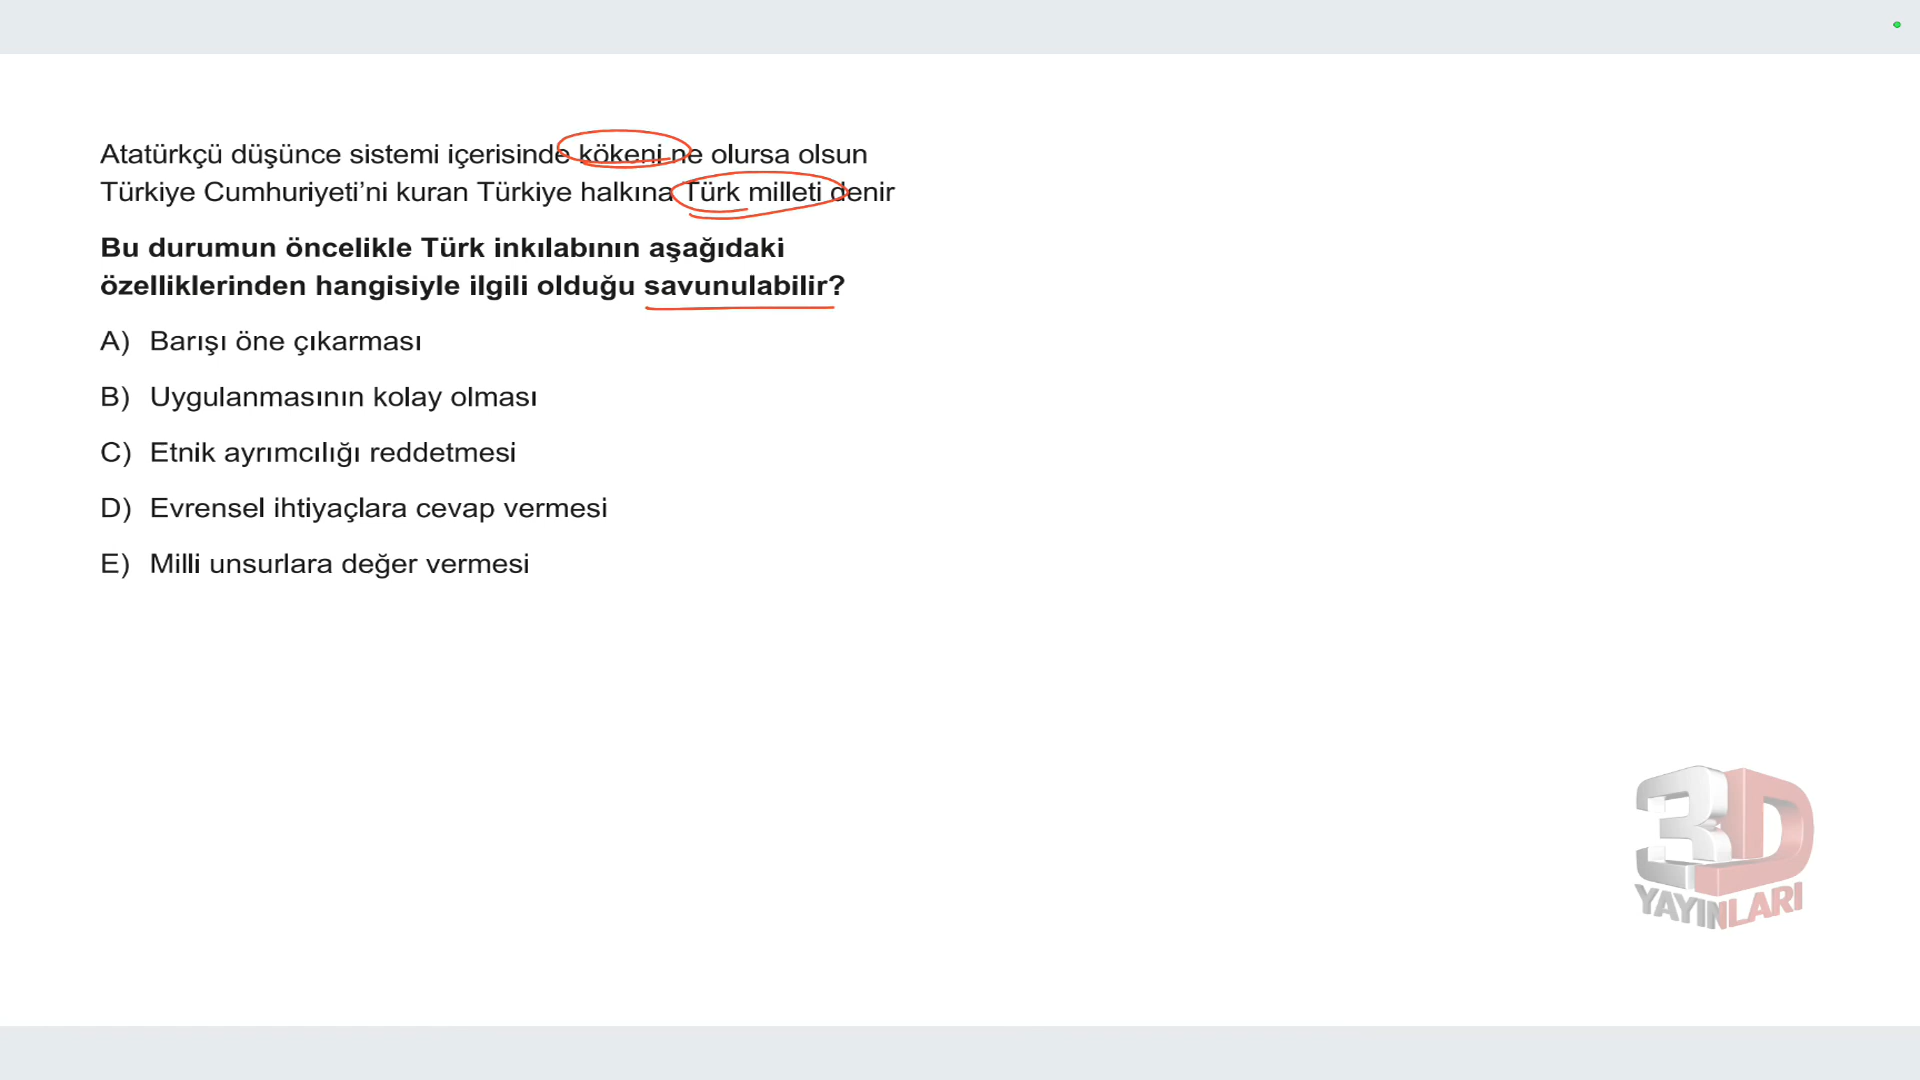 Atatürkçü düşünce sistemi içerisinde kökeni ne olursa olsun
Türkiye Cumhuriyeti’ni kuran Türkiye halkına Türk milleti denir
Bu durumun öncelikle Türk inkılabının aşağıdaki
özelliklerinden hangisiyle ilgili olduğu savunulabilir?
A) Barışı öne çıkarması
B) Uygulanmasının kolay olması
C) Etnik ayrımcılığı reddetmesi
D) Evrensel ihtiyaçlara cevap vermesi
E) Milli unsurlara değer vermesi
3D
YAYINLARI